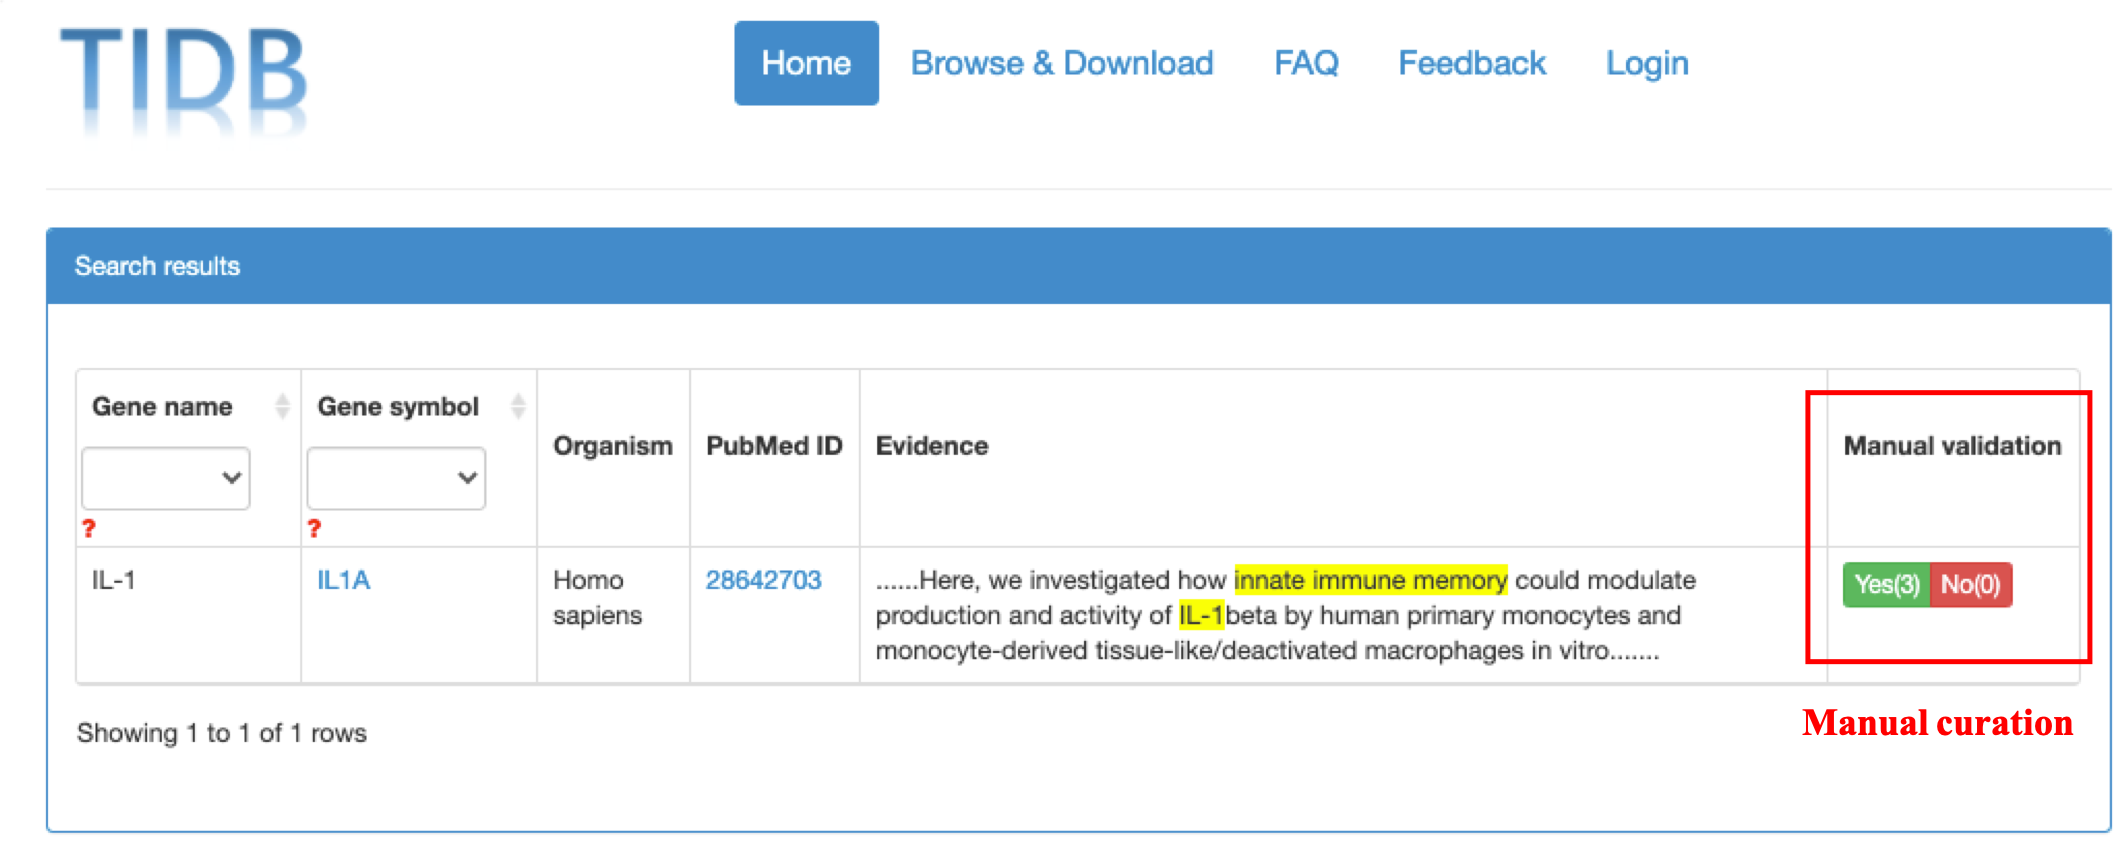 TIDB
Home Browse & Download FAQ Feedback Login
Search results
Gene name Gene symbol Organism PubMed ID Evidence Manual validation
? ?
IL-1 IL1A Homo sapiens 28642703 ......Here, we investigated how innate immune memory could modulate
production and activity of IL-1beta by human primary monocytes and
monocyte-derived tissue-like/deactivated macrophages in vitro.......
Yes(3) No(0)
Showing 1 to 1 of 1 rows
Manual curation